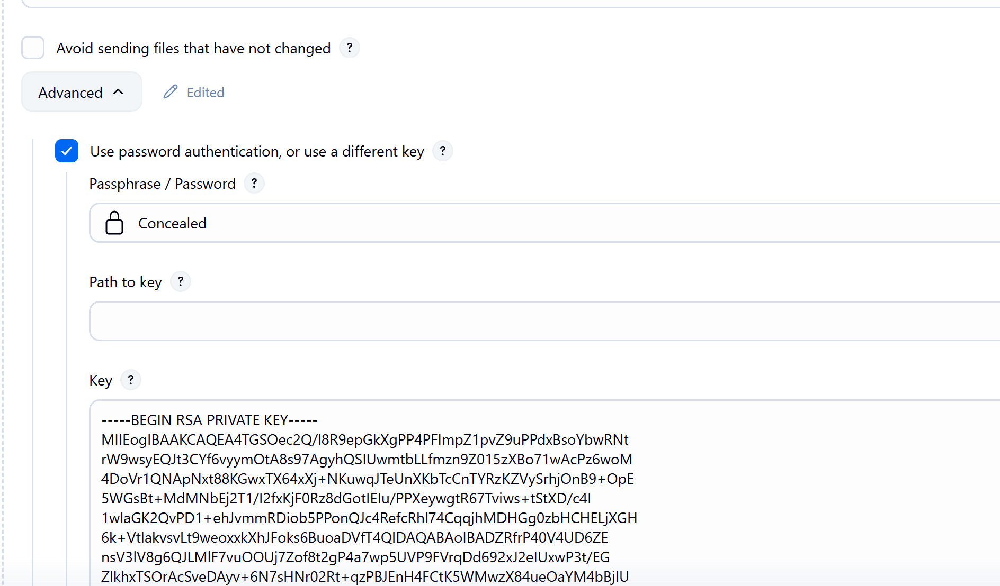 Avoid sending files that have not changed ?
Advanced
Edited
Use password authentication, or use a different key ?
Passphrase / Password ?
Concealed
Path to key ?
Key ?
-----BEGIN RSA PRIVATE KEY-----
MIIEogIBAAKCAQEA4TGSOec2Q/l8R9epGkXgPP4PFImpZ1pvZ9uPPdxBsoYbwRNt
rW9wsyEQJt3CYf6vyymOtA8s97AgyhQSIUwmtbLLfmzn9Z015zXBo71wAcPz6woM
4DoVr1QNApNxt88KGwxTX64xXj+NKuwqJTeUnXKbTcCnTYRzKZVySrhjOnB9+OpE
5WGsBt+MdMNbEj2T1/I2fxKjF0Rz8dGotIEIu/PPXeywgtR67Tviws+tStXD/c4I
1wlaGK2QvPD1+ehJvmmRDiob5PPonQJc4RefcRhl74CqqjhMDHGg0zbHCHELjXGH
6k+VtlakvsvLt9weoxxkXhJFoks6BuoaDVfT4QIDAQABAoIBADZRfrP40V4UD6ZE
nsV3lV8g6QJLMlF7vuOOUj7Zof8t2gP4a7wp5UVP9FVrqDd692xJ2eIUxwP3t/EG
ZlkhxTSOrAcSveDAyv+6N7sHNr02Rt+qzPBJEnH4FCtK5WMwzX84ueOaYM4bBjIU